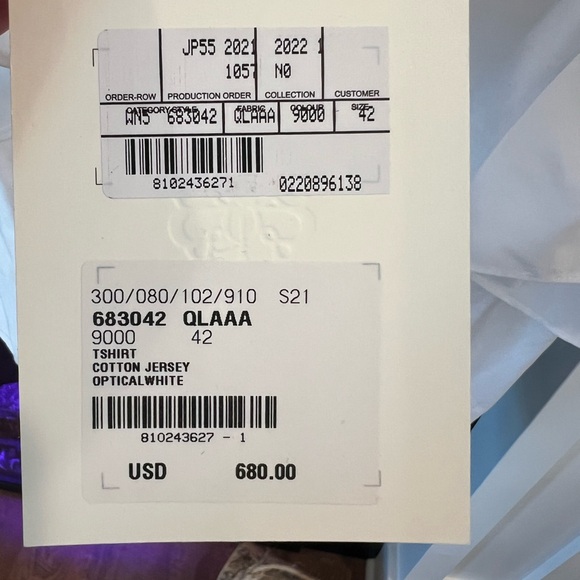 JP55 2021 2022 1
1057 N0
ORDER-ROW PRODUCTION ORDER COLLECTION CUSTOMER
CATEGORY/STYLE FABRIC COLOUR SIZE
WN5 683042 QLAAA 9000 42
8102436271 0220896138
300/080/102/910 S21
683042 QLAAA
9000 42
TSHIRT
COTTON JERSEY
OPTICALWHITE
810243627 - 1
USD 680.00